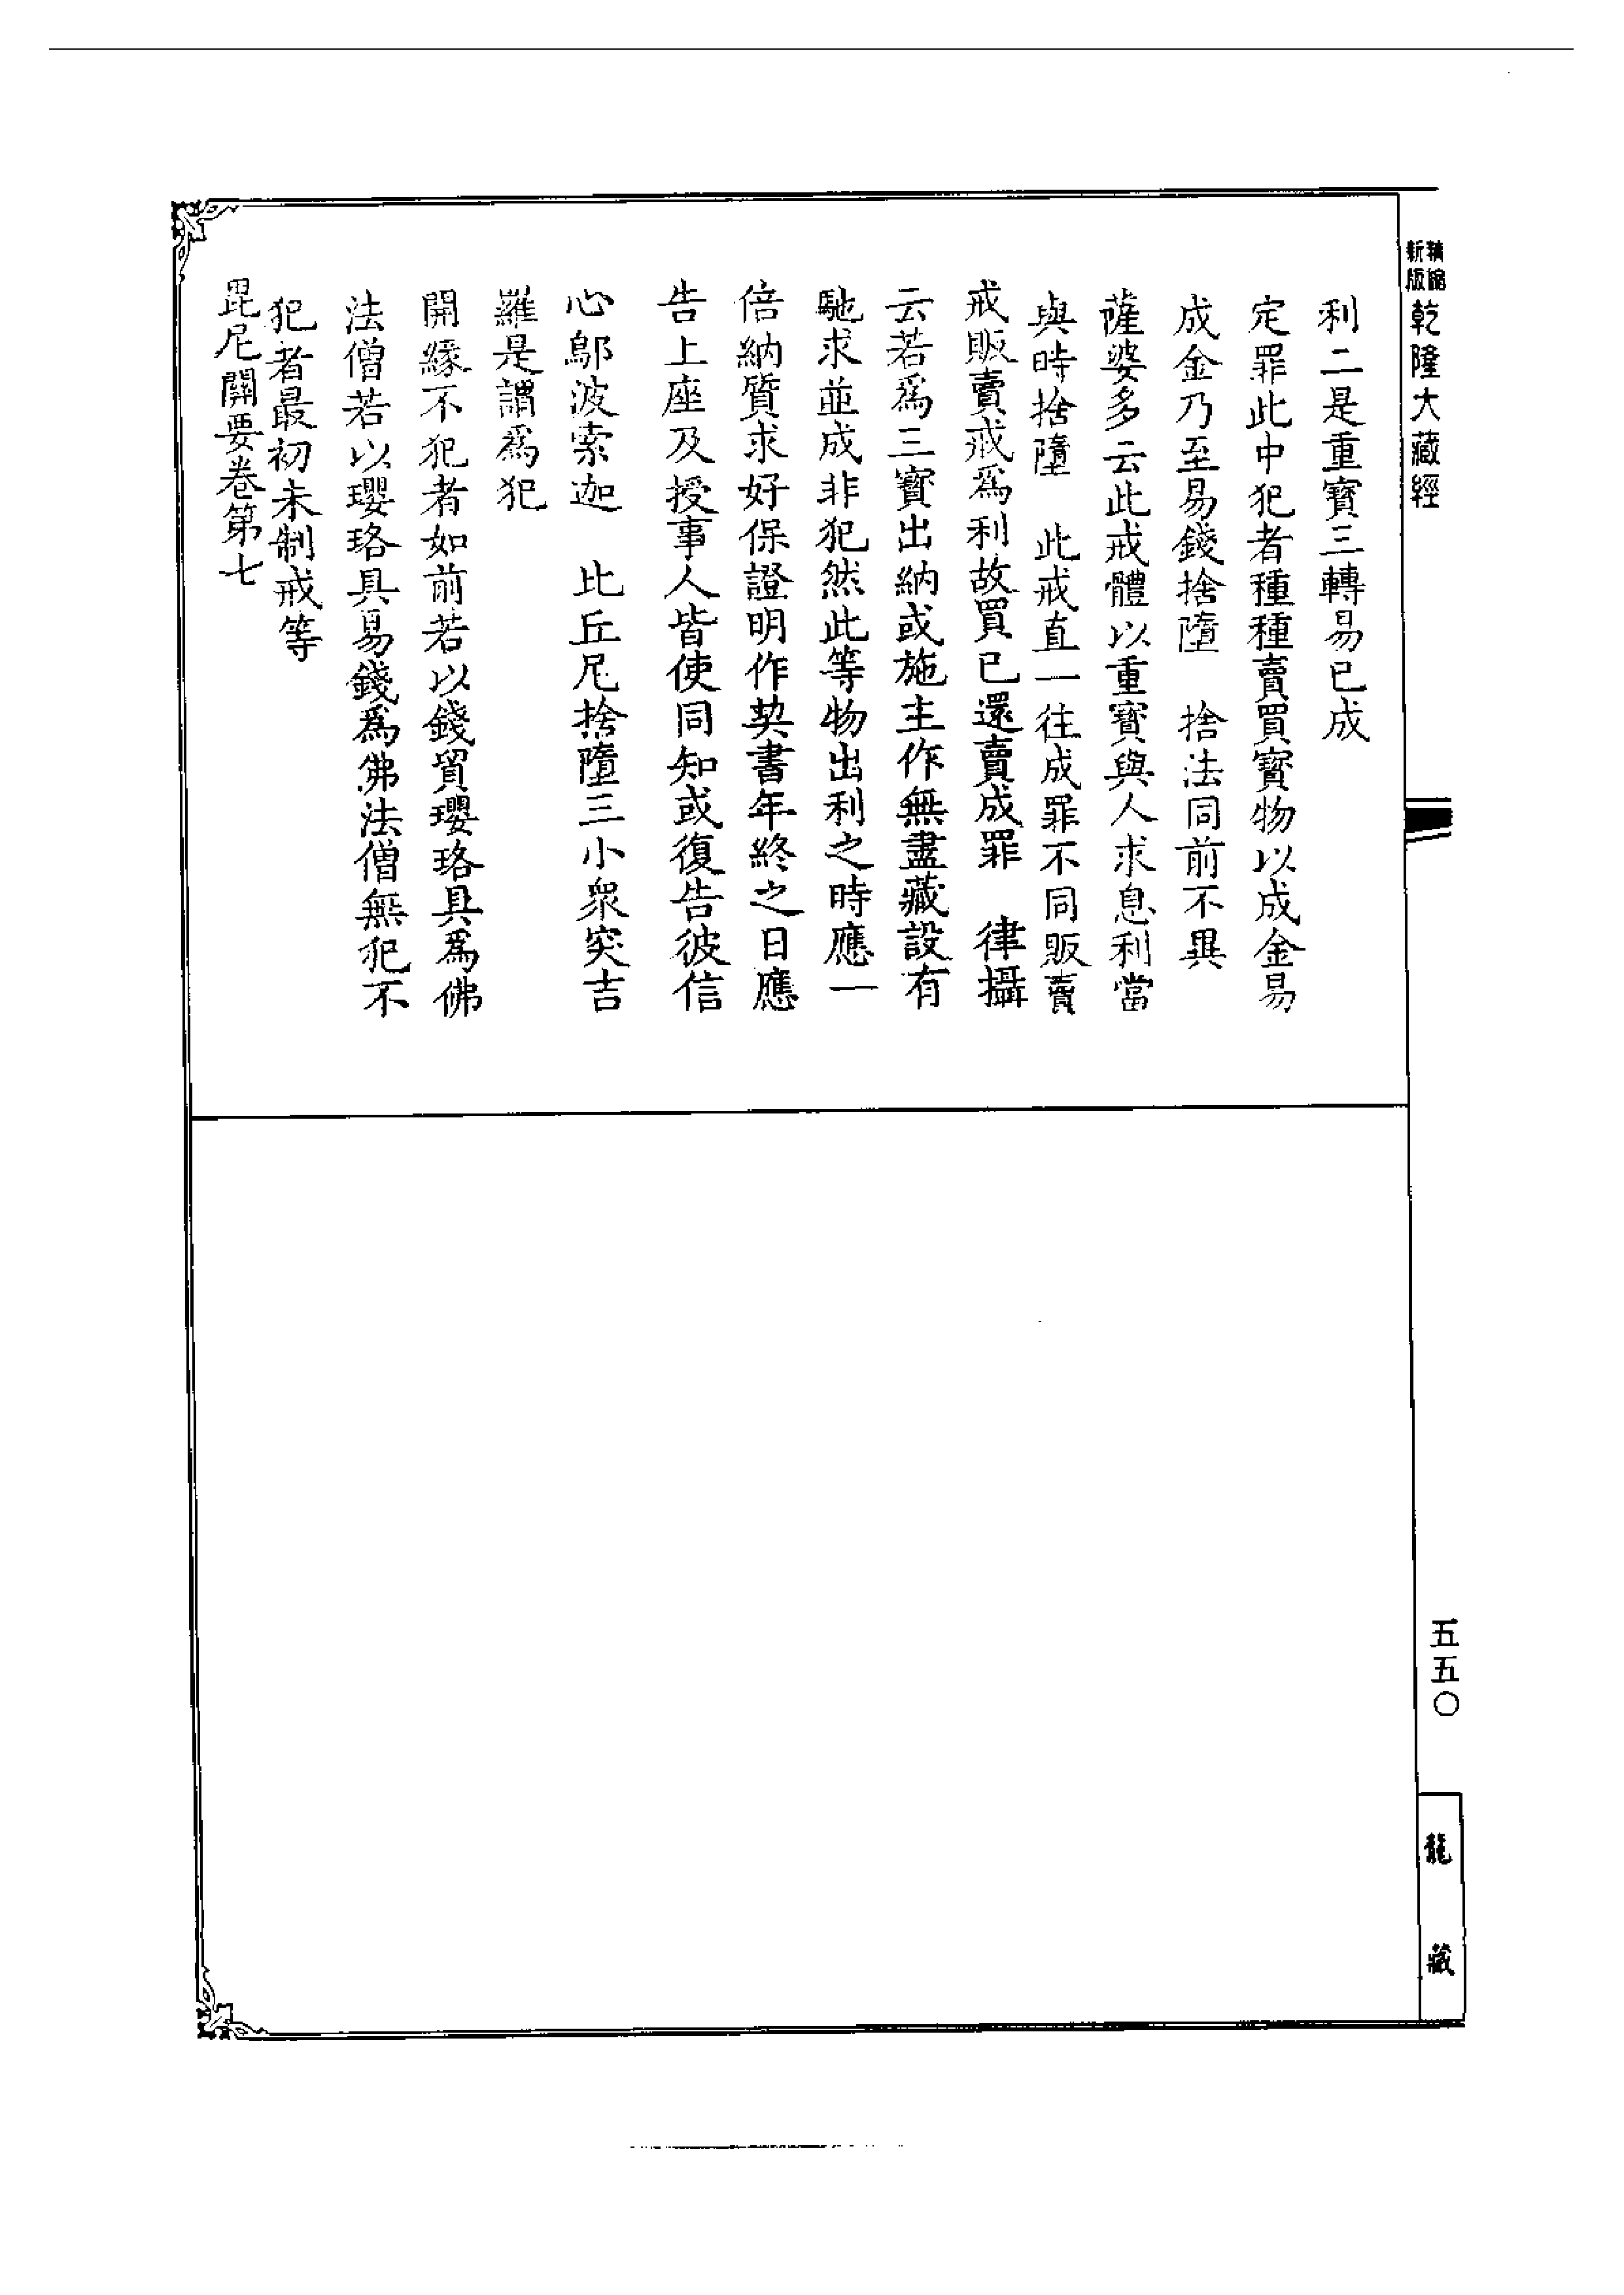 精縮新版
乾隆大藏經
利二是重寶三轉易已成
定罪此中犯者種種賣買寶物以成金易
成金乃至易錢捨墮　捨法同前不異
薩婆多云此戒體以重寶與人求息利當
與時捨墮　此戒直一往成罪不同販賣
戒販賣戒爲利故買已還賣成罪　律攝
云若爲三寶出納或施主作無盡藏設有
馳求並成非犯然此等物出利之時應一
倍納質求好保證明作契書年終之日應
告上座及授事人皆使同知或復告彼信
心鄔波索迦　比丘尼捨墮三小衆突吉
羅是謂爲犯
開緣不犯者如前若以錢貿瓔珞具爲佛
法僧若以瓔珞具易錢爲佛法僧無犯不
犯者最初未制戒等
毘尼關要卷第七
五五〇
龍藏